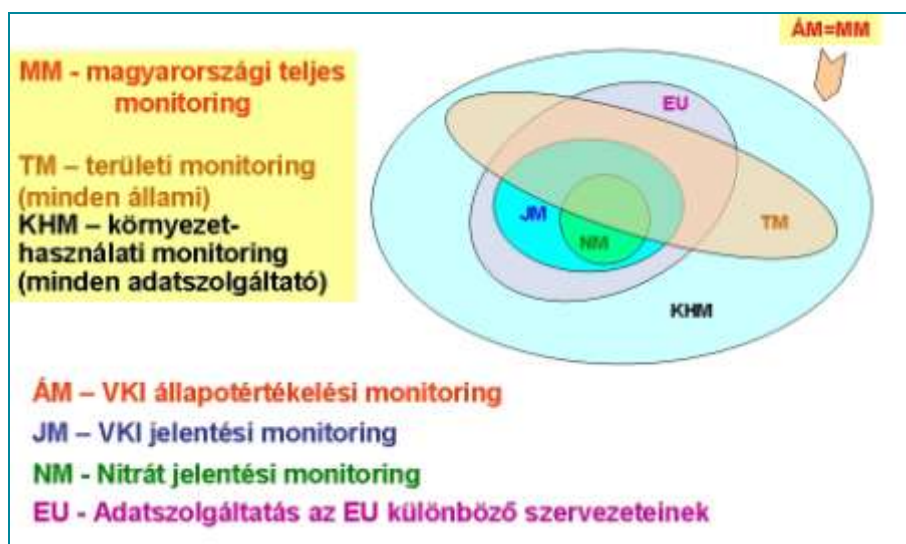 ÁM=MM
MM - magyarországi teljes
monitoring
TM – területi monitoring
(minden állami)
KHM – környezet-
használati monitoring
(minden adatszolgáltató)
EU
JM
NM
TM
KHM
ÁM – VKI állapotértékelési monitoring
JM – VKI jelentési monitoring
NM - Nitrát jelentési monitoring
EU - Adatszolgáltatás az EU különböző szervezeteinek